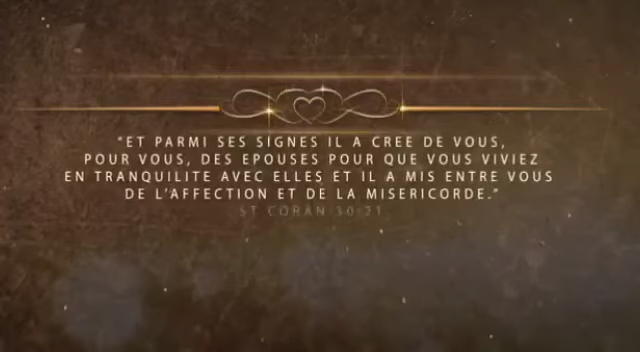 "ET PARMI SES SIGNES IL A CREE DE VOUS,
POUR VOUS, DES EPOUSES POUR QUE VOUS VIVIEZ
EN TRANQUILITE AVEC ELLES ET IL A MIS ENTRE VOUS
DE L'AFFECTION ET DE LA MISERICORDE."
ST CORAN 30:21